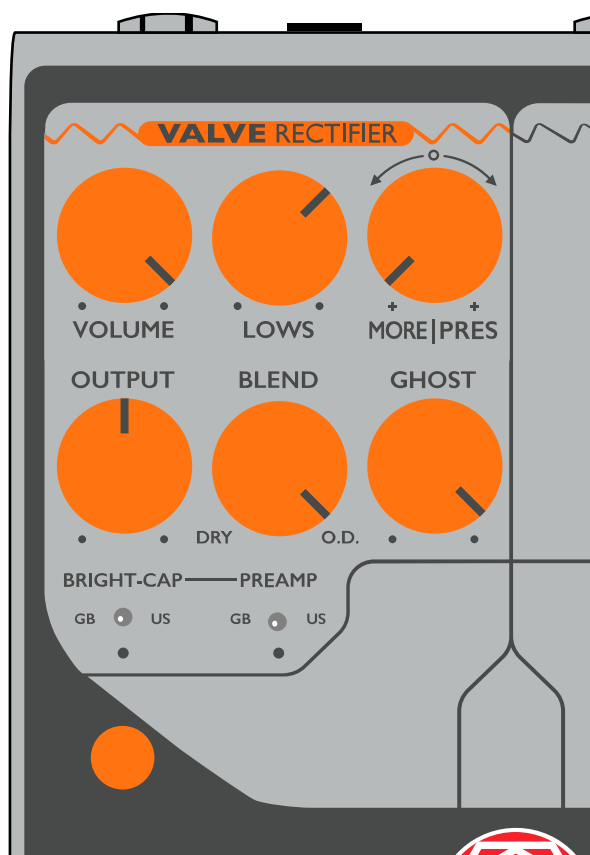 VALVE RECTIFIER
VOLUME LOWS MORE|PRES
OUTPUT BLEND GHOST
DRY O.D.
BRIGHT-CAP PREAMP
GB US GB US